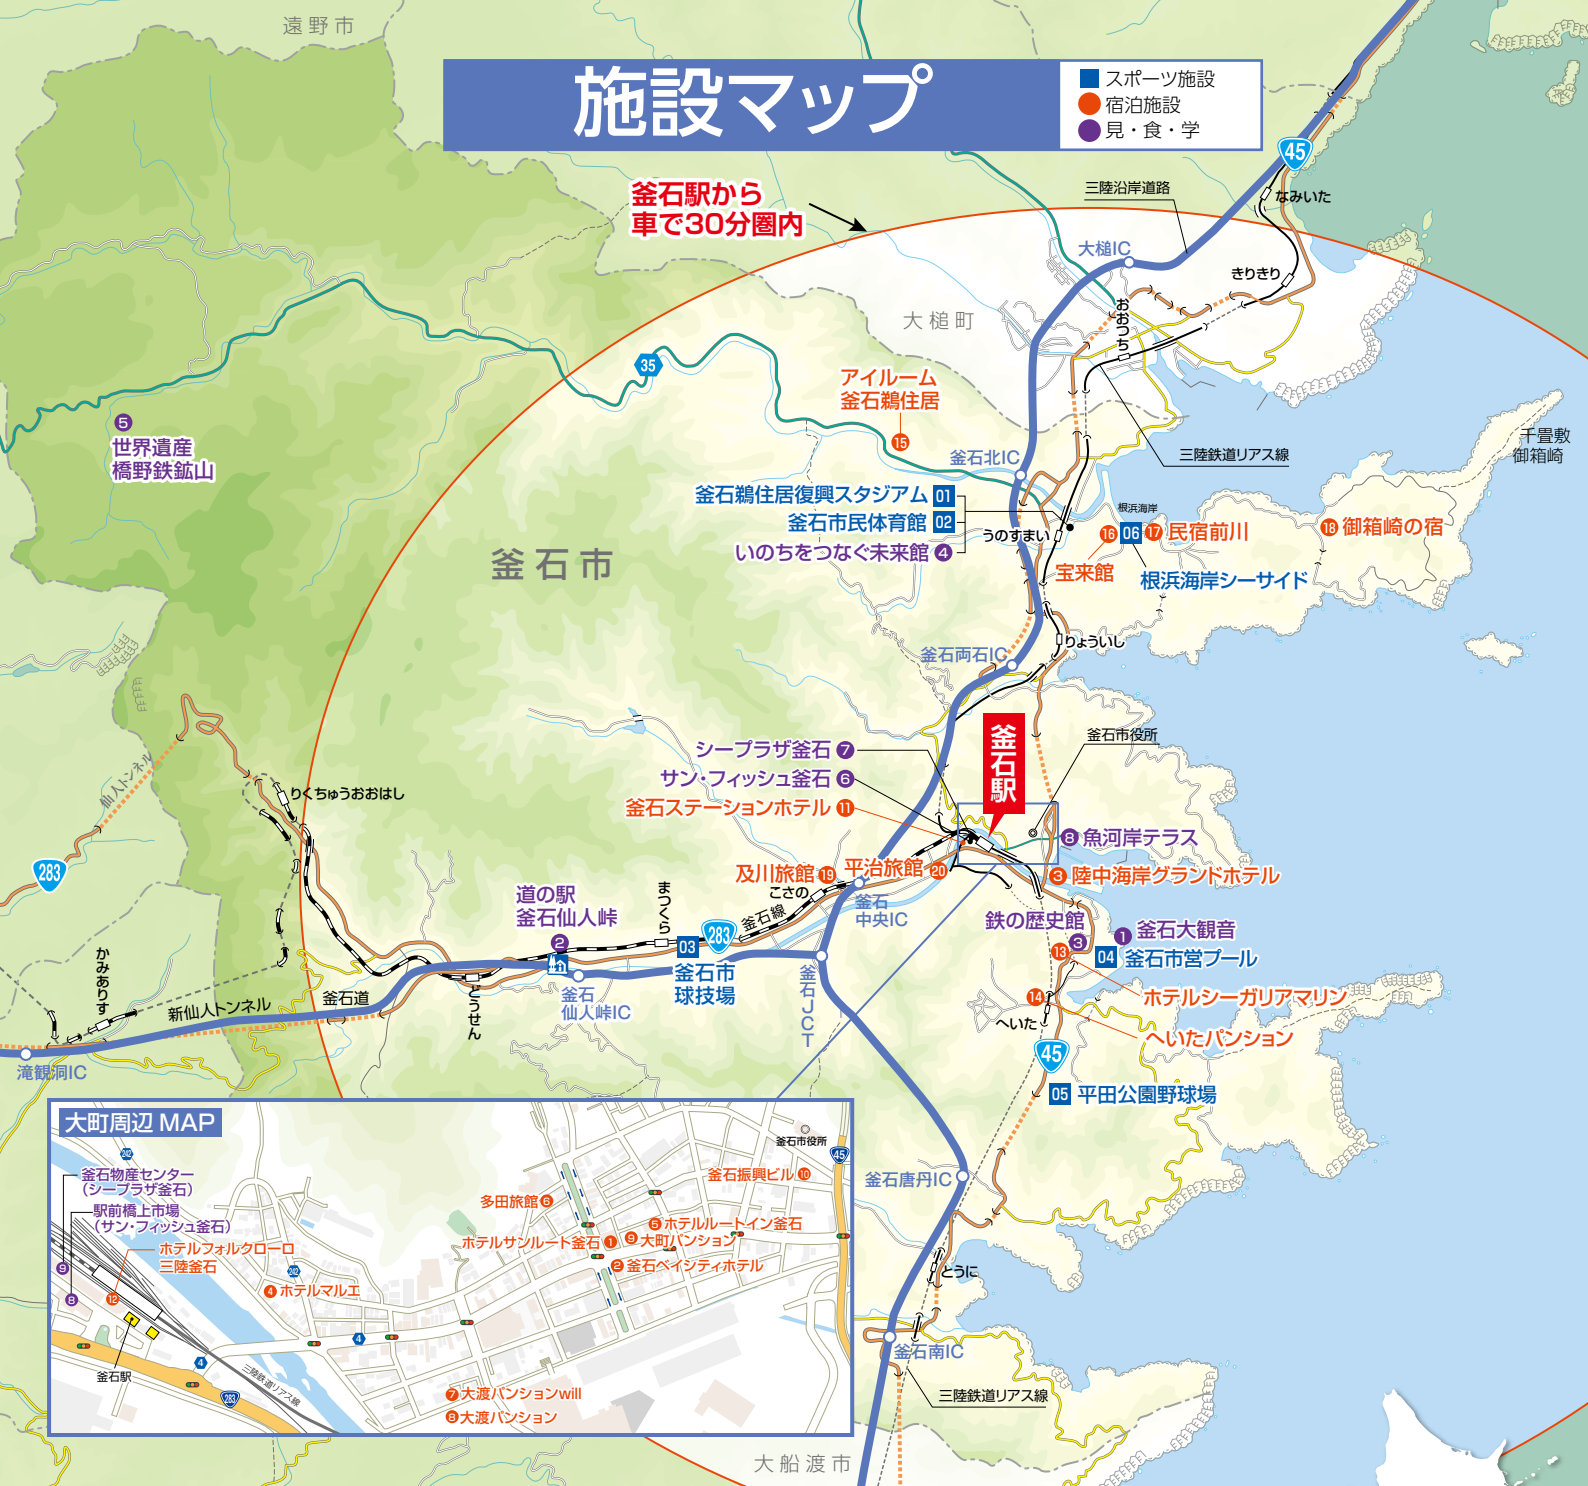 遠野市
施設マップ
スポーツ施設
宿泊施設
見・食・学
釜石駅から
車で30分圏内
45
三陸沿岸道路
なみいた
大槌IC
きりきり
大槌町
おおつち
35
アイルーム
釜石鵜住居
15
釜石北IC
三陸鉄道リアス線
千畳敷
御箱崎
5
世界遺産
橋野鉄鉱山
釜石鵜住居復興スタジアム 01
釜石市民体育館 02
いのちをつなぐ未来館 4
うのすまい
根浜海岸
16
06
17 民宿前川
宝来館
根浜海岸シーサイド
18 御箱崎の宿
釜石市
釜石両石IC
りょういし
シープラザ釜石 7
サン・フィッシュ釜石 6
釜石ステーションホテル 11
釜石駅
釜石市役所
8 魚河岸テラス
仙人トンネル
りくちゅうおおはし
283
及川旅館 19
平治旅館 20
3 陸中海岸グランドホテル
道の駅
釜石仙人峠
2
まつくら
こさの
釜石線
283
03
釜石市
球技場
釜石
中央IC
鉄の歴史館
3
1 釜石大観音
13
04 釜石市営プール
かみありす
新仙人トンネル
釜石道
どうせん
釜石
仙人峠IC
釜石JCT
14
へいた
ホテルシーガリアマリン
へいたパンション
45
滝観洞IC
05 平田公園野球場
大町周辺 MAP
242
釜石物産センター
(シープラザ釜石)
駅前橋上市場
(サン・フィッシュ釜石)
ホテルフォルクローロ
三陸釜石
9
8
12
242
4 ホテルマルエ
多田旅館 6
釜石市役所
45
釜石振興ビル 10
5 ホテルルートイン釜石
ホテルサンルート釜石 1
9 大町パンション
2 釜石ベイシティホテル
4
4
釜石駅
283
三陸鉄道リアス線
7 大渡パンションwill
8 大渡パンション
釜石唐丹IC
とうに
釜石南IC
三陸鉄道リアス線
大船渡市